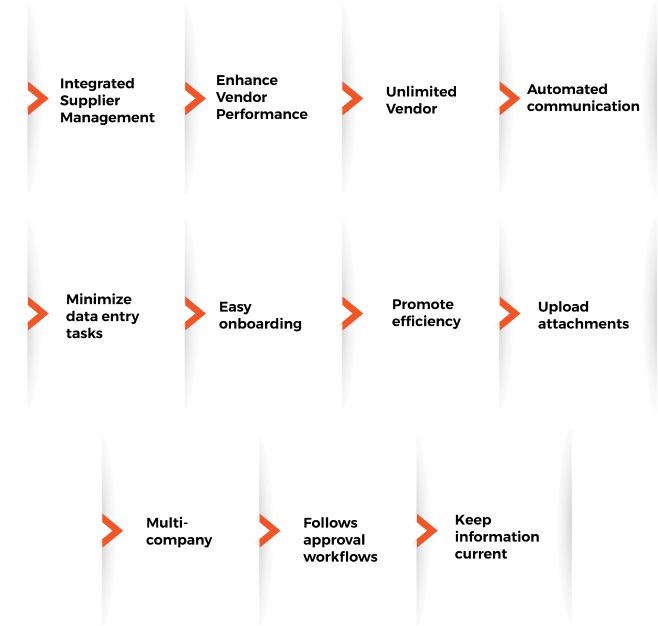 Integrated
Supplier
Management
Enhance
Vendor
Performance
Unlimited
Vendor
Automated
communication
Minimize
data entry
tasks
Easy
onboarding
Promote
efficiency
Upload
attachments
Multi-
company
Follows
approval
workflows
Keep
information
current